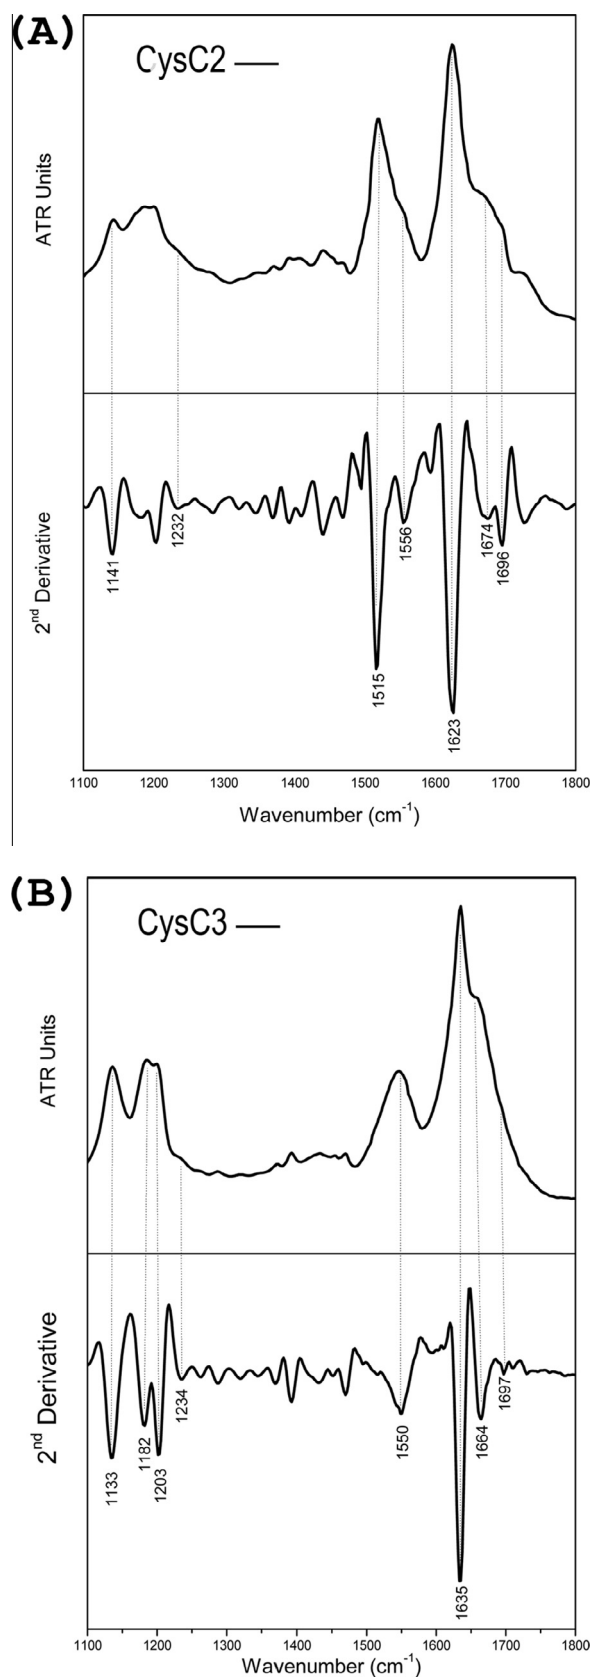 (A)
CysC2
ATR Units
2nd Derivative
1141
1232
1515
1556
1623
1674
1696
1100 1200 1300 1400 1500 1600 1700 1800
Wavenumber (cm-1)
(B)
CysC3
ATR Units
2nd Derivative
1133
1182
1203
1234
1550
1635
1664
1697
1100 1200 1300 1400 1500 1600 1700 1800
Wavenumber (cm-1)